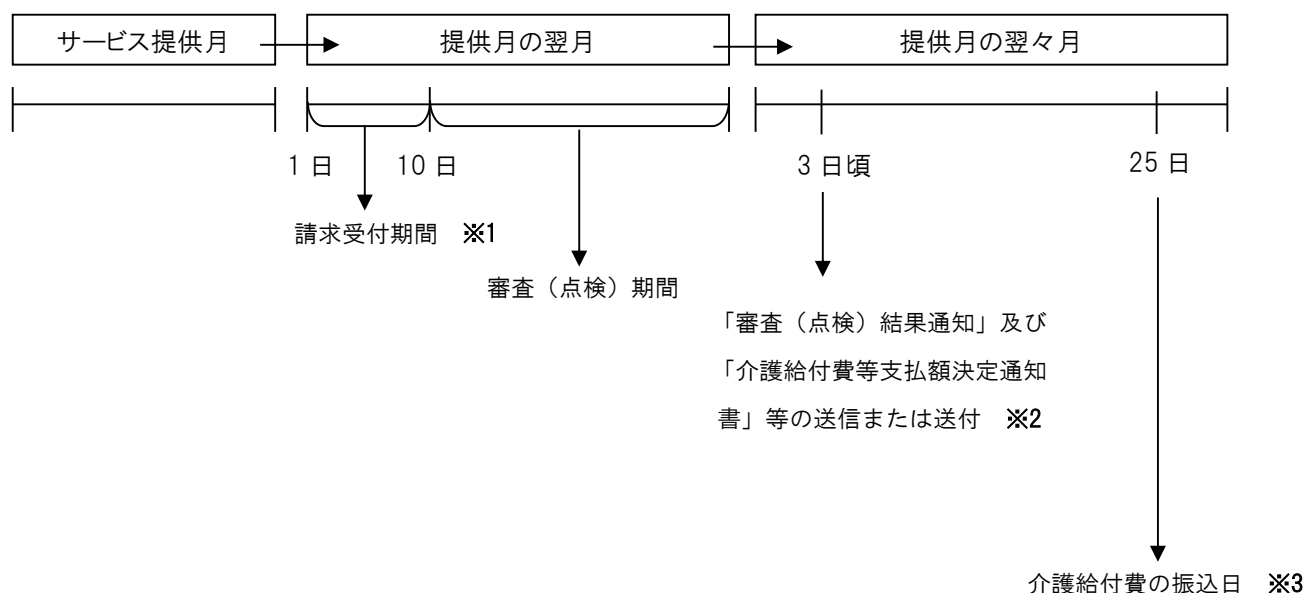 サービス提供月
提供月の翌月
提供月の翌々月
1 日
10 日
3 日頃
25 日
請求受付期間 ※1
審査（点検）期間
「審査（点検）結果通知」及び
「介護給付費等支払額決定通知
書」等の送信または送付 ※2
介護給付費の振込日 ※3